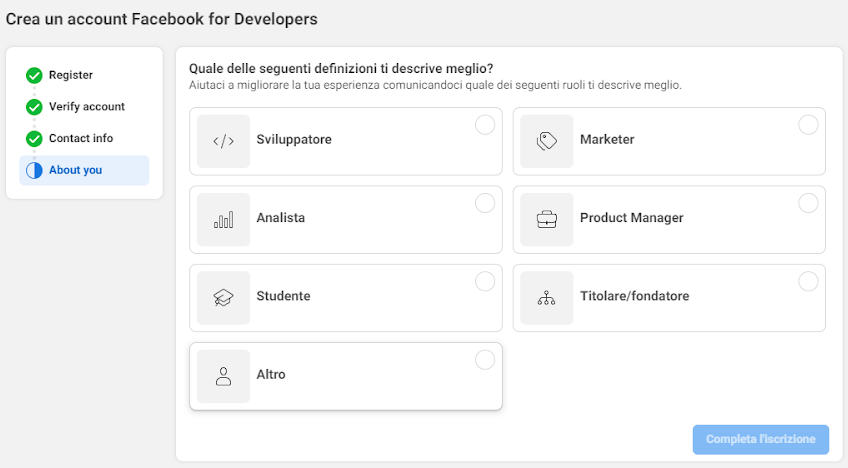 Crea un account Facebook for Developers
Register
Verify account
Contact info
About you
Quale delle seguenti definizioni ti descrive meglio?
Aiutaci a migliorare la tua esperienza comunicandoci quale dei seguenti ruoli ti descrive meglio.
Sviluppatore
Marketer
Analista
Product Manager
Studente
Titolare/fondatore
Altro
Completa l'iscrizione